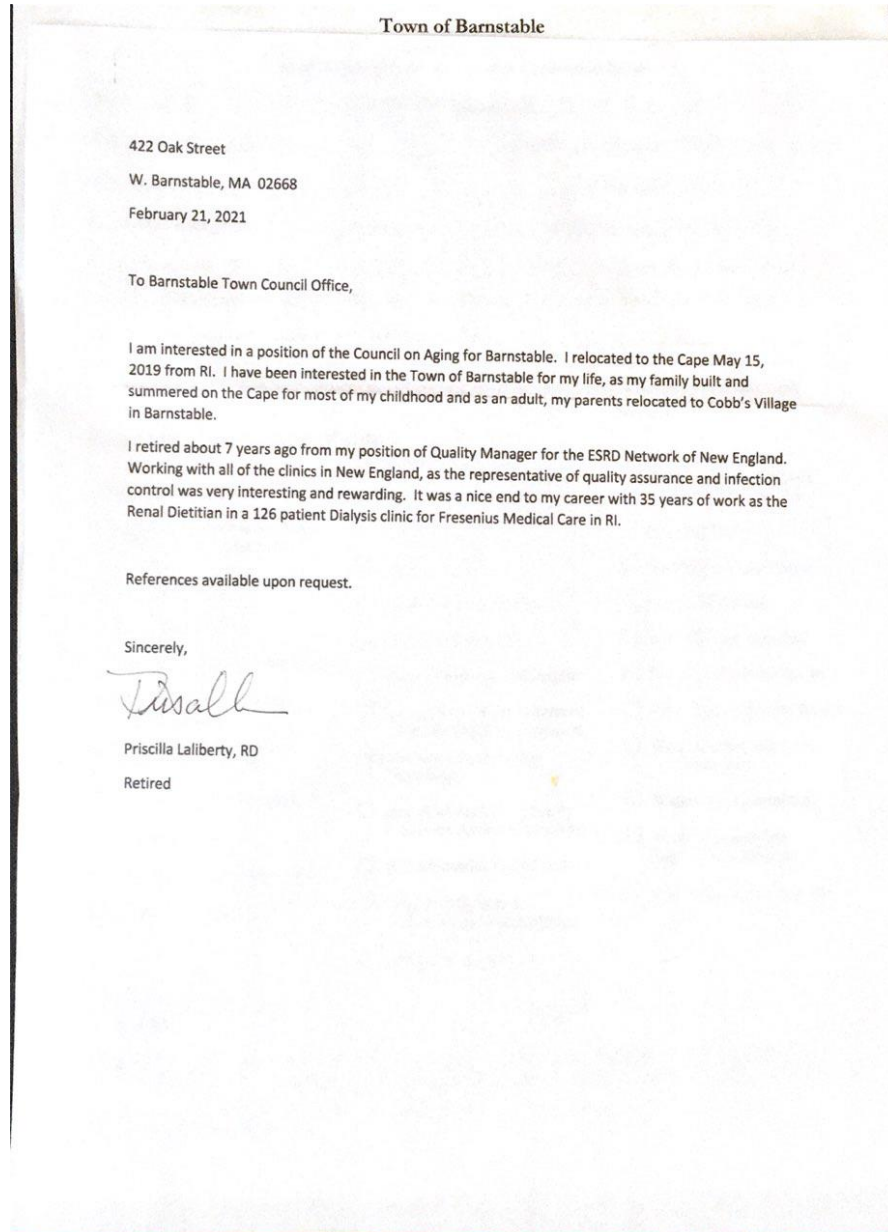 Town of Barnstable
422 Oak Street
W. Barnstable, MA 02668
February 21, 2021
To Barnstable Town Council Office,
I am interested in a position of the Council on Aging for Barnstable. I relocated to the Cape May 15,
2019 from RI. I have been interested in the Town of Barnstable for my life, as my family built and
summered on the Cape for most of my childhood and as an adult, my parents relocated to Cobb's Village
in Barnstable.
I retired about 7 years ago from my position of Quality Manager for the ESRD Network of New England.
Working with all of the clinics in New England, as the representative of quality assurance and infection
control was very interesting and rewarding. It was a nice end to my career with 35 years of work as the
Renal Dietitian in a 126 patient Dialysis clinic for Fresenius Medical Care in RI.
References available upon request.
Sincerely,
Priscilla Laliberty, RD
Retired